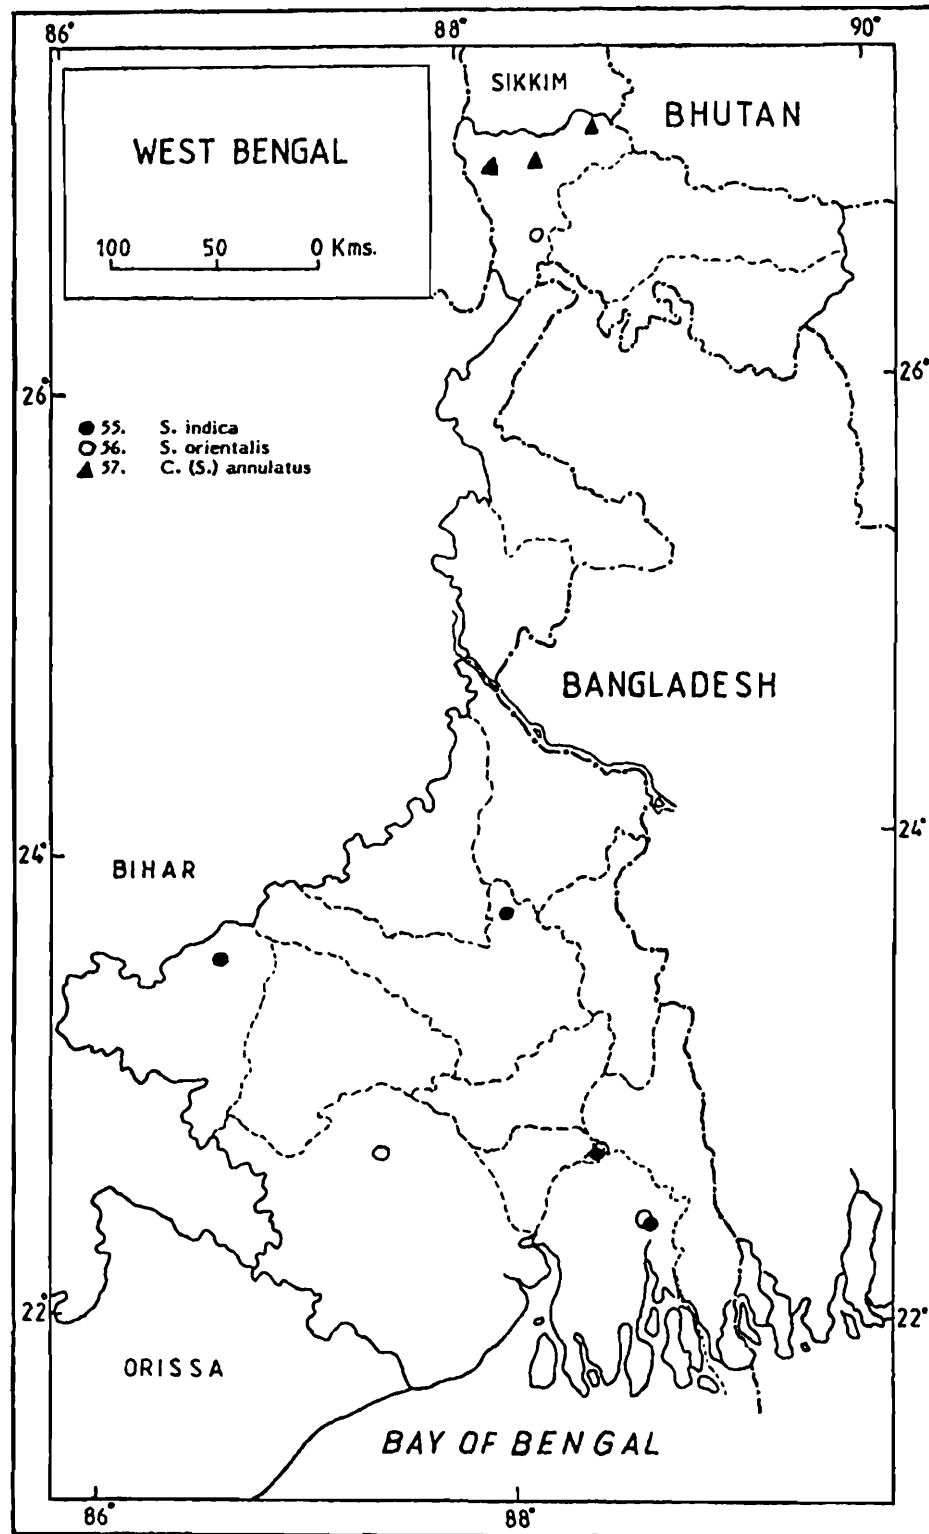 86° 88° 90°
SIKKIM
BHUTAN
WEST BENGAL
100 50 0 Kms.
26° 26°
● 55. S. indica
○ 56. S. orientalis
▲ 57. C. (S.) annulatus
BANGLADESH
24° 24°
BIHAR
22° 22°
ORISSA
BAY OF BENGAL
86° 88°